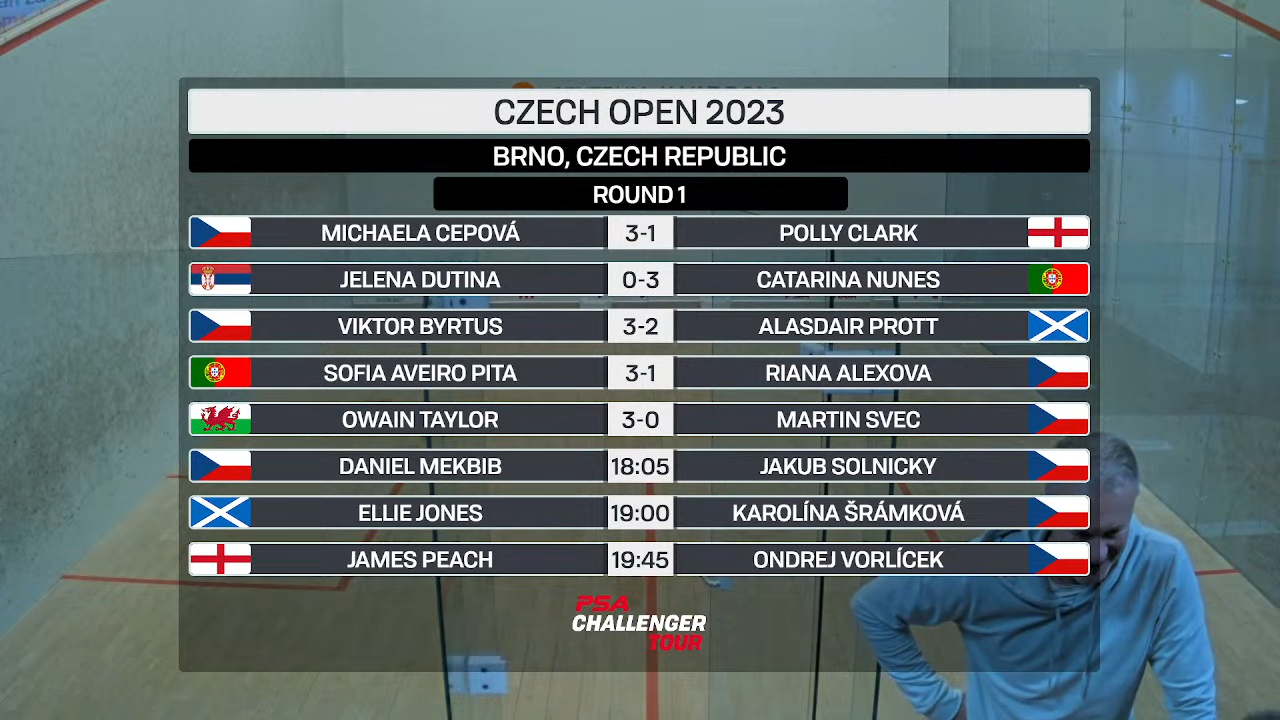 CZECH OPEN 2023
BRNO, CZECH REPUBLIC
ROUND 1
MICHAELA CEPOVÁ 3-1 POLLY CLARK
JELENA DUTINA 0-3 CATARINA NUNES
VIKTOR BYRTUS 3-2 ALASDAIR PROTT
SOFIA AVEIRO PITA 3-1 RIANA ALEXOVA
OWAIN TAYLOR 3-0 MARTIN SVEC
DANIEL MEKBIB 18:05 JAKUB SOLNICKY
ELLIE JONES 19:00 KAROLÍNA ŠRÁMKOVÁ
JAMES PEACH 19:45 ONDREJ VORLÍCEK
PSA
CHALLENGER
TOUR